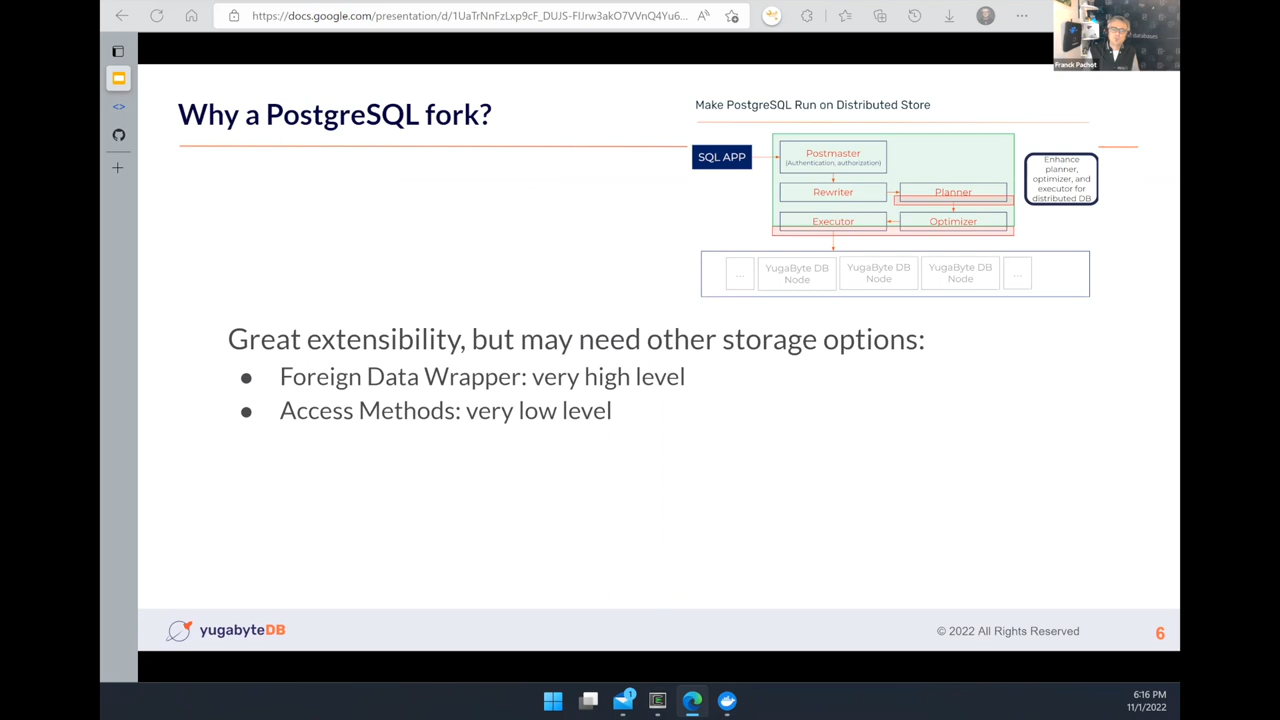 https://docs.google.com/presentation/d/1UaTrNnFzLxp9cF_DUJS-FIJrw3akO7VVnQ4Yu6...
Franck Pachot
databases
Why a PostgreSQL fork?
Make PostgreSQL Run on Distributed Store
SQL APP
Postmaster
(Authentication, authorization)
Rewriter
Planner
Executor
Optimizer
Enhance
planner,
optimizer, and
executor for
distributed DB
...
YugaByte DB
Node
YugaByte DB
Node
YugaByte DB
Node
...
Great extensibility, but may need other storage options:
● Foreign Data Wrapper: very high level
● Access Methods: very low level
yugabyteDB
© 2022 All Rights Reserved
6
6:16 PM
11/1/2022